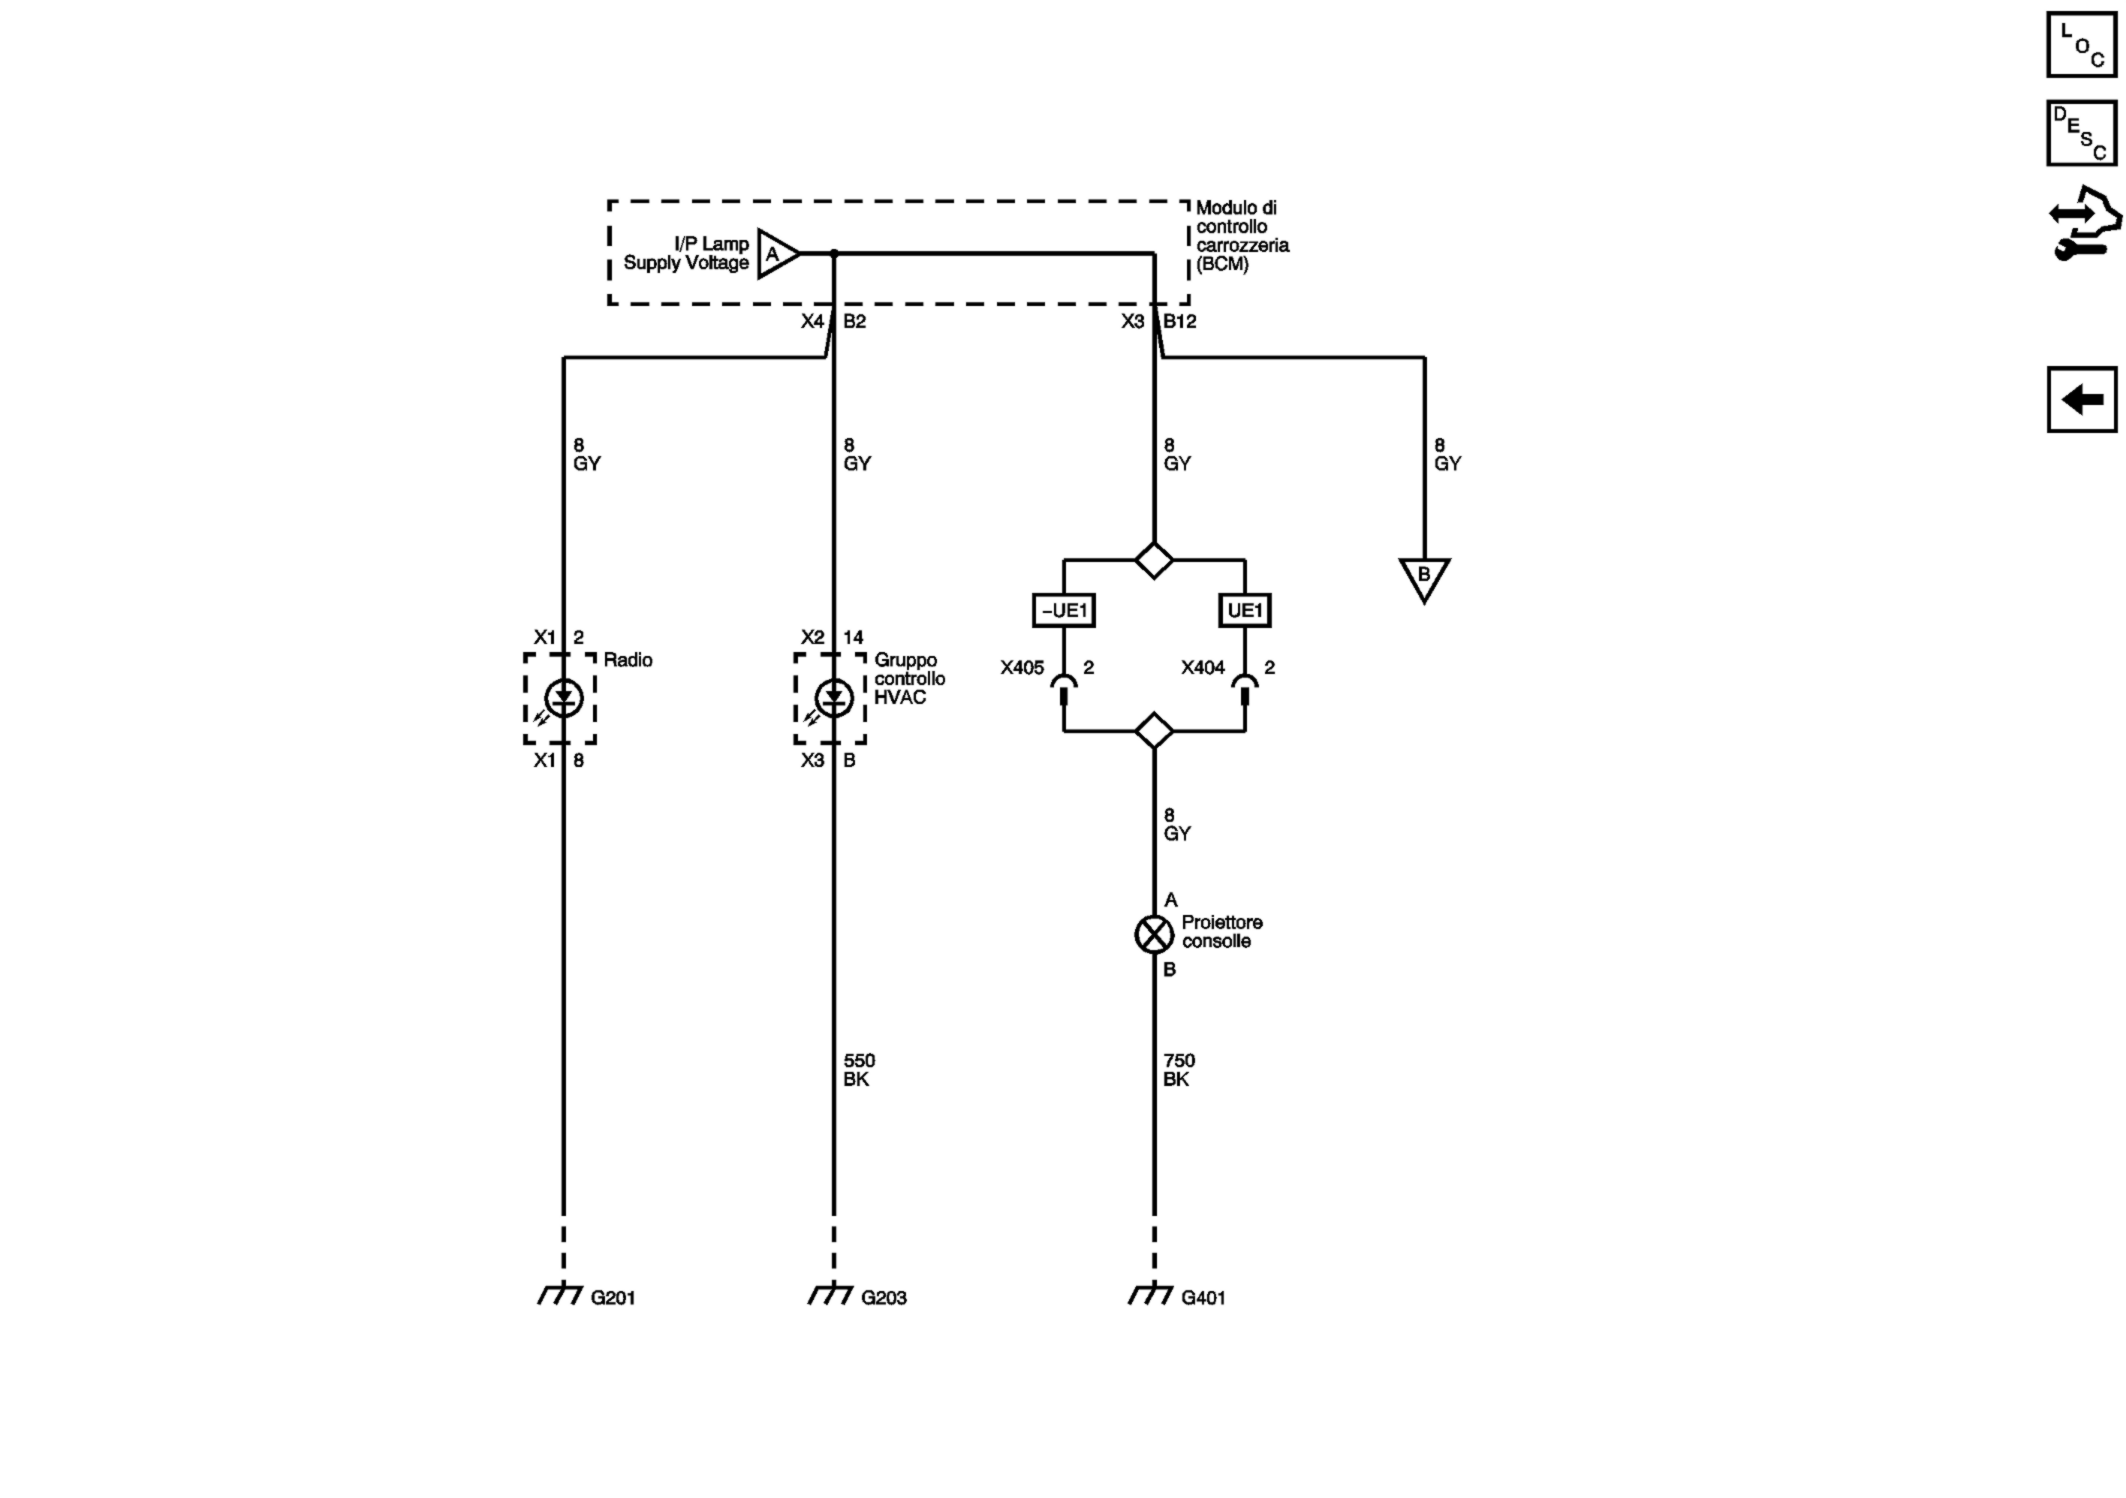 L
O
C
D
E
S
C
I/P Lamp
Supply Voltage
A
Modulo di
controllo
carrozzeria
(BCM)
X4 B2
X3 B12
8
GY
8
GY
8
GY
8
GY
B
–UE1
UE1
X1 2
Radio
X1 8
X2 14
Gruppo
controllo
HVAC
X3 B
X405 2
X404 2
8
GY
A
Proiettore
consolle
B
550
BK
750
BK
G201
G203
G401